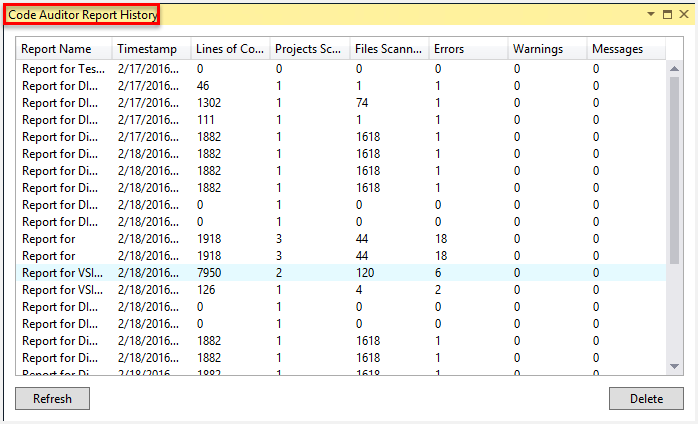 Code Auditor Report History
Report Name Timestamp Lines of Co... Projects Sc... Files Scann... Errors Warnings Messages
Report for Tes... 2/17/2016... 0 0 0 0 0 0
Report for DI... 2/17/2016... 46 1 1 1 0 0
Report for DI... 2/17/2016... 1302 1 74 1 0 0
Report for DI... 2/17/2016... 111 1 1 1 0 0
Report for Di... 2/17/2016... 1882 1 1618 1 0 0
Report for Di... 2/18/2016... 1882 1 1618 1 0 0
Report for Di... 2/18/2016... 1882 1 1618 1 0 0
Report for Di... 2/18/2016... 1882 1 1618 1 0 0
Report for DI... 2/18/2016... 0 1 0 0 0 0
Report for DI... 2/18/2016... 0 1 0 0 0 0
Report for 2/18/2016... 1918 3 44 18 0 0
Report for 2/18/2016... 1918 3 44 18 0 0
Report for VSI... 2/18/2016... 7950 2 120 6 0 0
Report for VSI... 2/18/2016... 126 1 4 2 0 0
Report for DI... 2/18/2016... 0 1 0 0 0 0
Report for DI... 2/18/2016... 0 1 0 0 0 0
Report for Di... 2/18/2016... 1882 1 1618 1 0 0
Report for Di... 2/18/2016... 1882 1 1618 1 0 0
Report for Di... 2/18/2016... 1882 1 1618 1 0 0
Refresh Delete